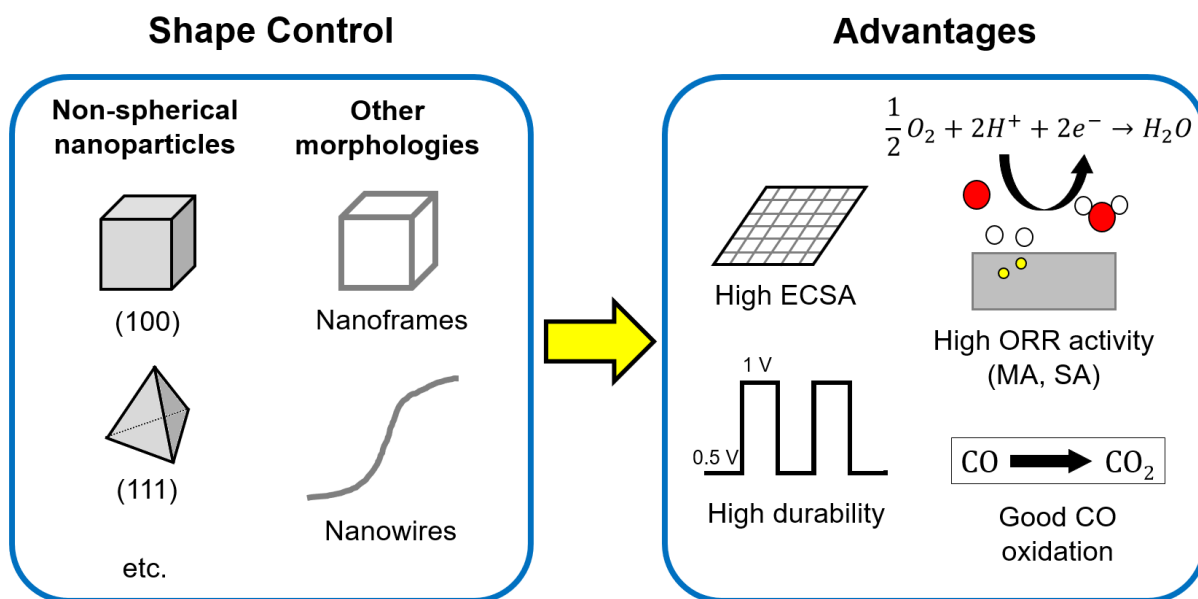 Shape Control
Non-spherical
nanoparticles
(100)
(111)
etc.
Other
morphologies
Nanoframes
Nanowires
Advantages
High ECSA
1/2 O₂ + 2H⁺ + 2e⁻ → H₂O
High ORR activity
(MA, SA)
1 V
0.5 V
High durability
CO → CO₂
Good CO
oxidation